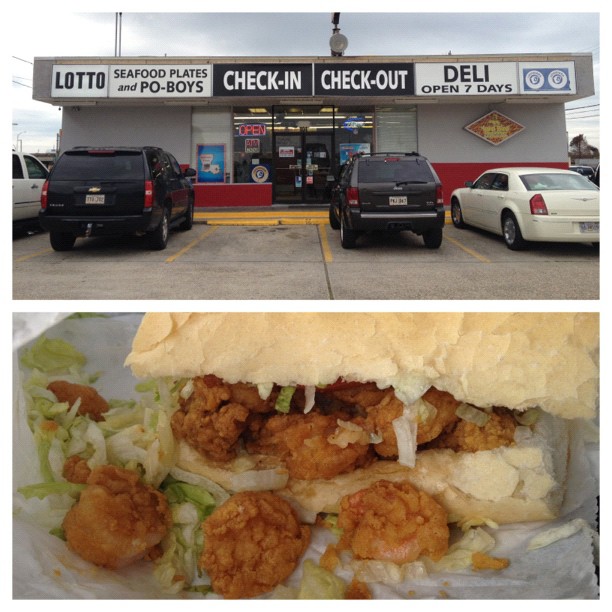 LOTTO
SEAFOOD PLATES
and PO-BOYS
CHECK-IN
CHECK-OUT
DELI
OPEN 7 DAYS
OPEN